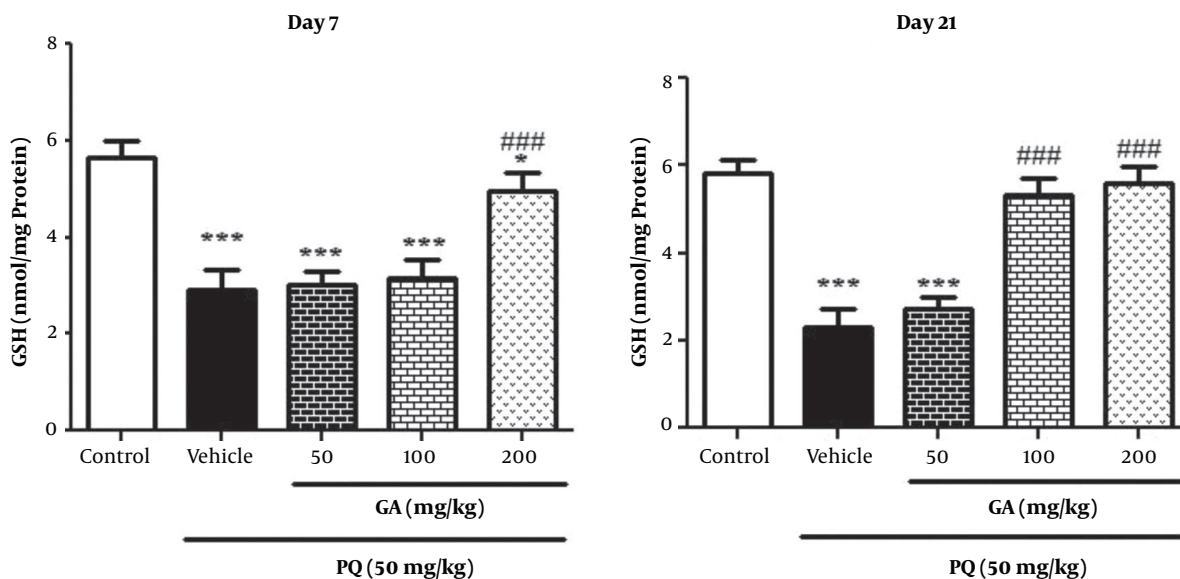 Day 7
GSH (nmol/mg Protein)
8
6
4
2
0
***
***
***
###
*
Control Vehicle 50 100 200
GA (mg/kg)
PQ (50 mg/kg)
Day 21
GSH (nmol/mg Protein)
8
6
4
2
0
***
***
###
###
Control Vehicle 50 100 200
GA (mg/kg)
PQ (50 mg/kg)